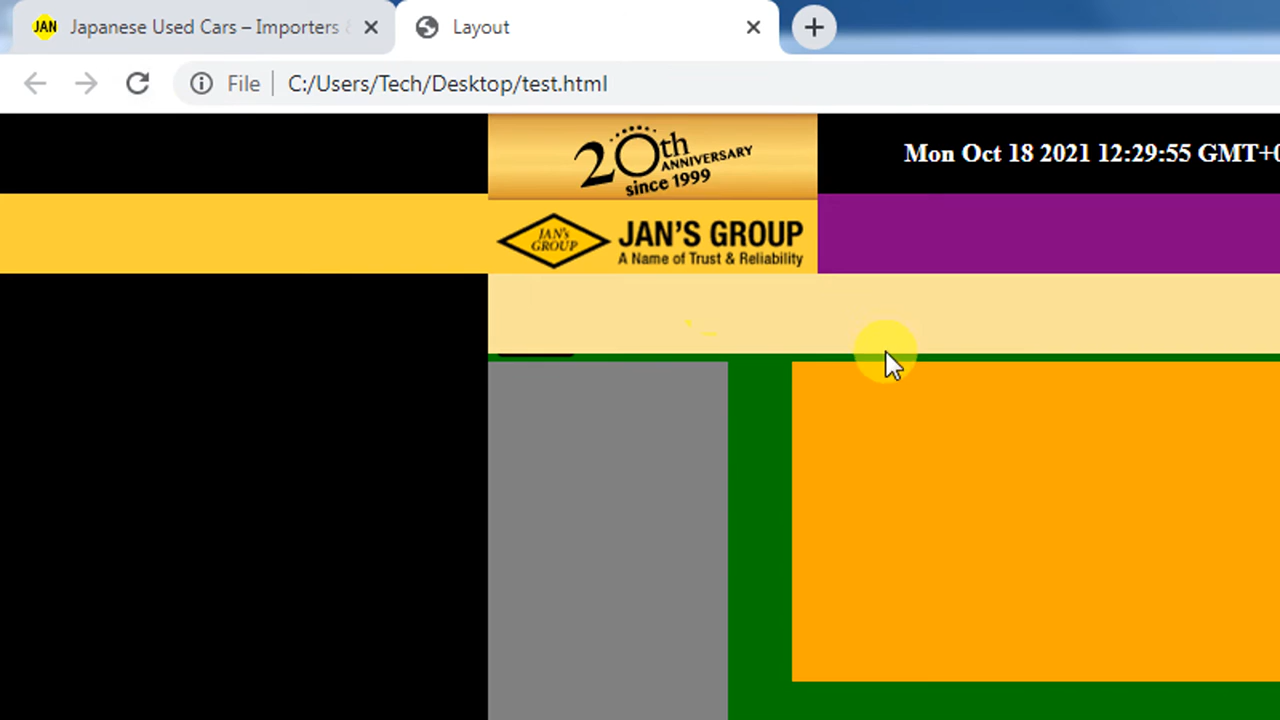 JAN Japanese Used Cars – Importers
Layout
File C:/Users/Tech/Desktop/test.html
20th
ANNIVERSARY
since 1999
Mon Oct 18 2021 12:29:55 GMT+0
JAN's
GROUP
JAN'S GROUP
A Name of Trust & Reliability